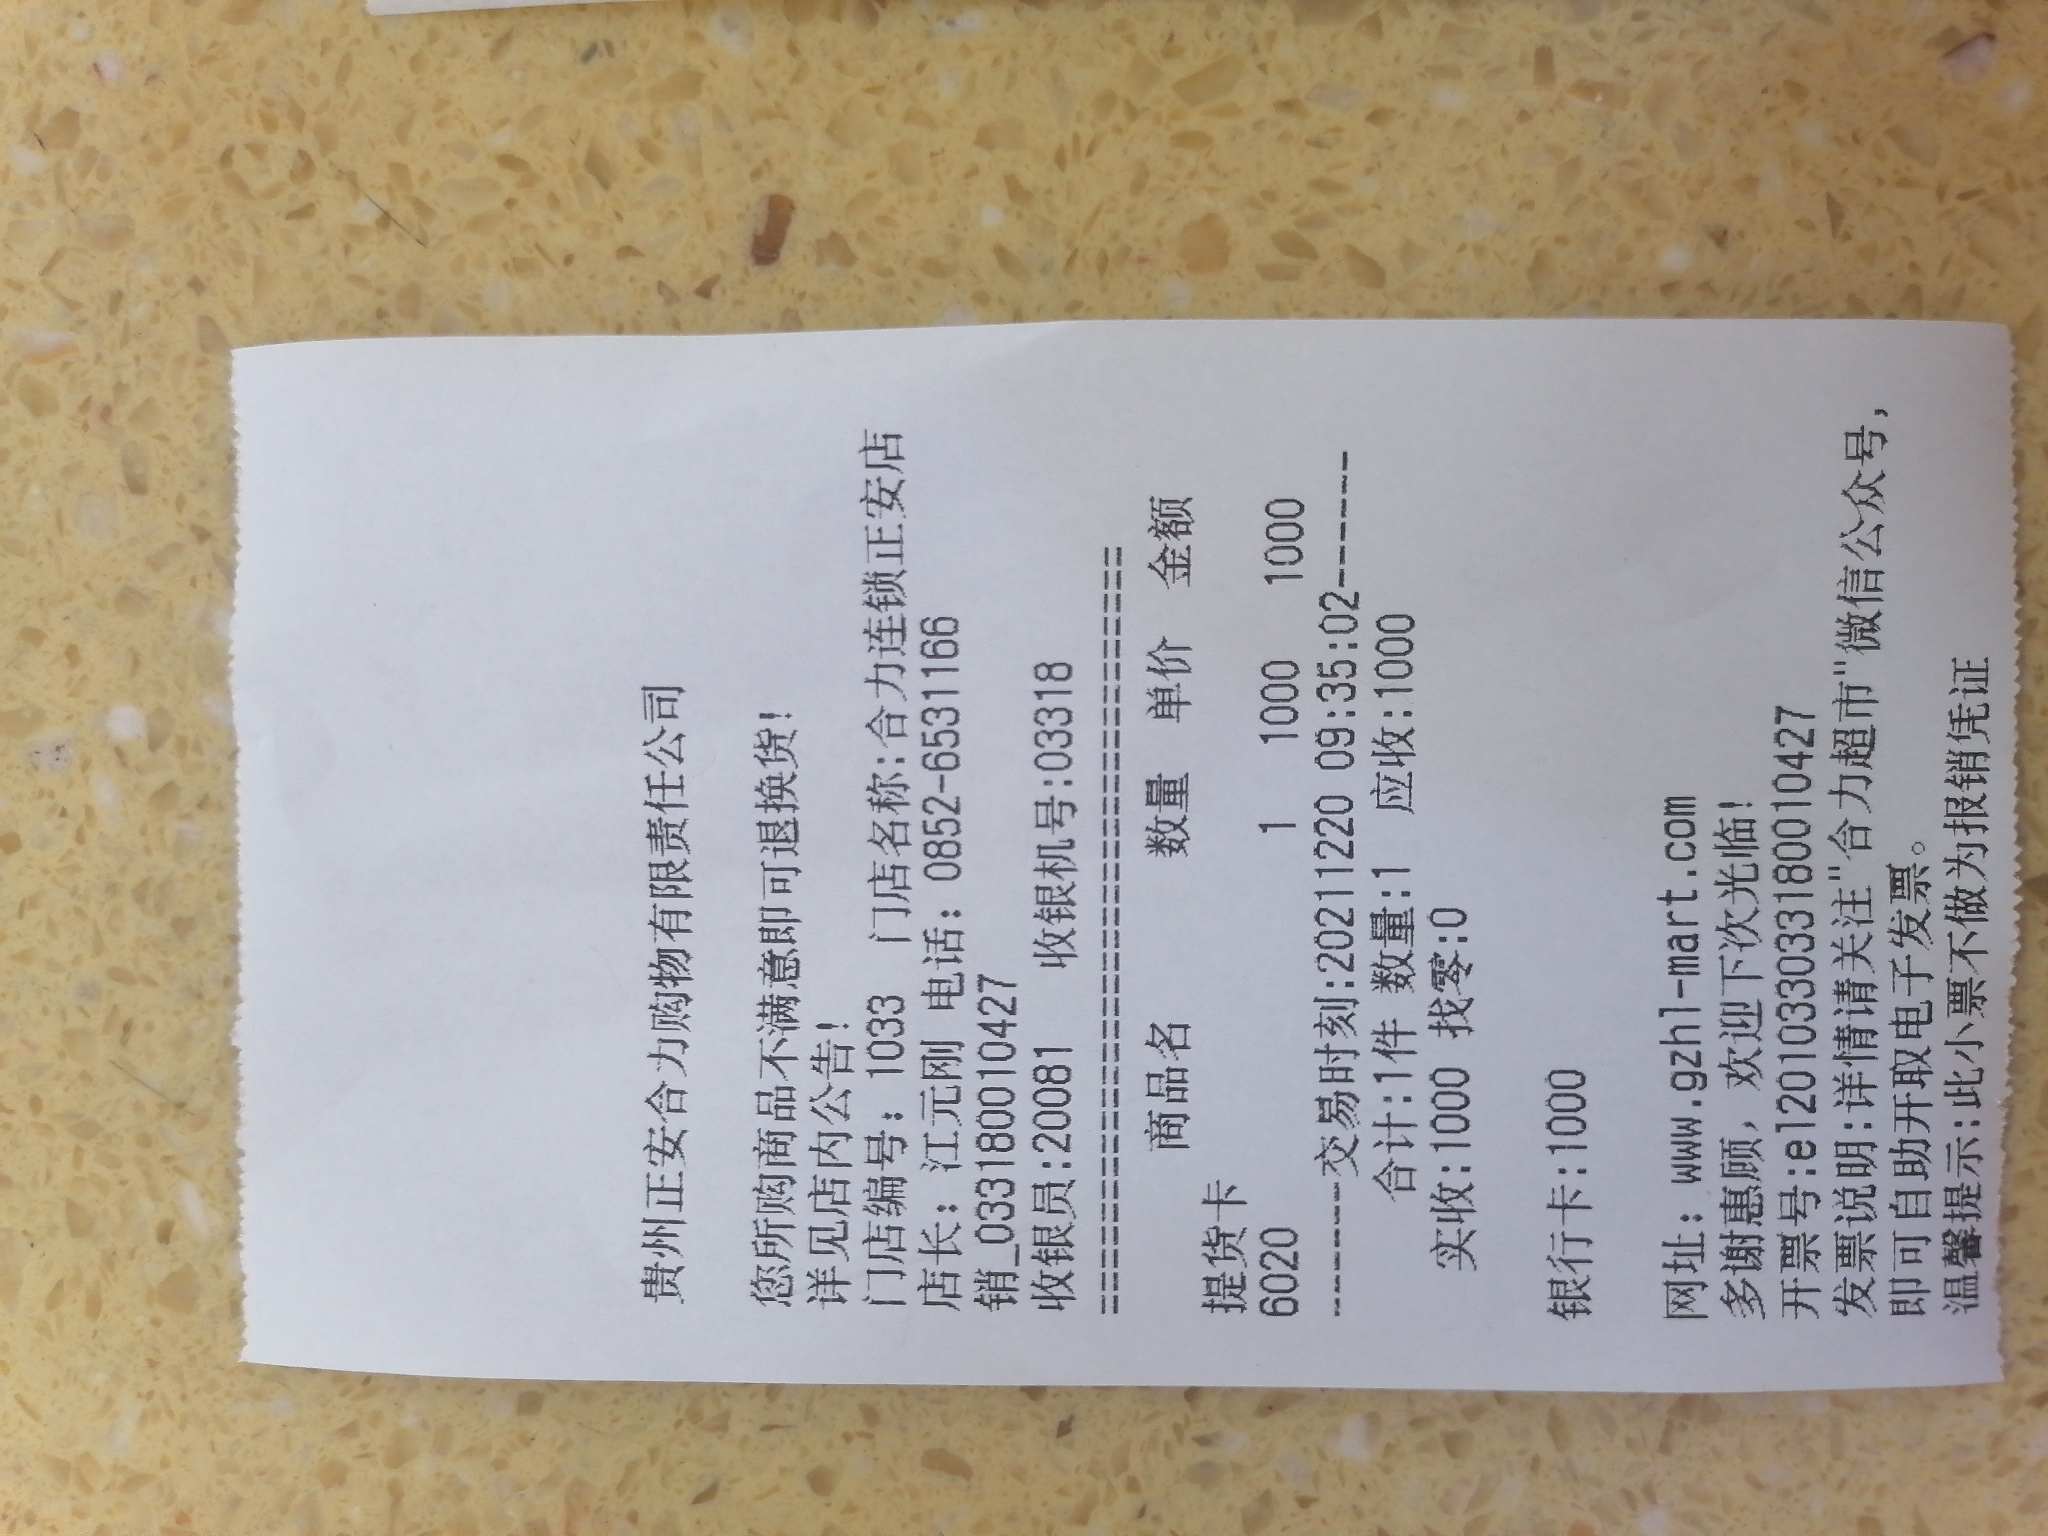 贵州正安合力购物有限责任公司
您所购商品不满意即可退换货!
详见店内公告!
门店编号: 1033 门店名称:合力连锁正安店
店长: 江元刚 电话: 0852-6531166
销_033180010427
收银员:20081 收银机号:03318
========================================
商品名 数量 单价 金额
提货卡
6020 1 1000 1000
-------交易时刻:20211220 09:35:02-------
合计:1件 数量:1 应收:1000
实收:1000 找零:0
银行卡:1000
网址: www.gzhl-mart.com
多谢惠顾, 欢迎下次光临!
开票号:el20103303318001​0427
发票说明:详情请关注"合力超市"微信公众号,
即可自助开取电子发票。
温馨提示:此小票不做为报销凭证